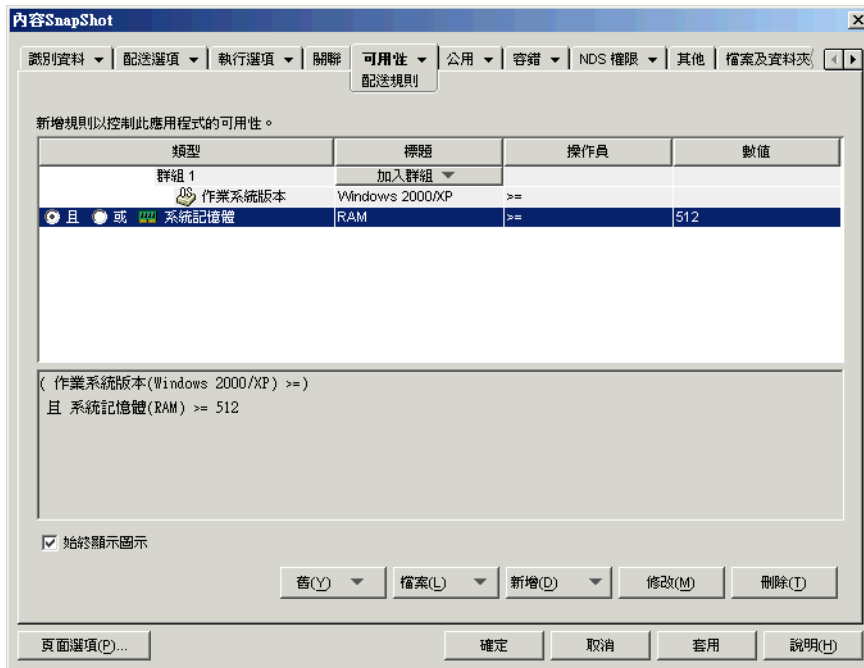 內容SnapShot
識別資料 配送選項 執行選項 關聯 可用性 公用 容錯 NDS 權限 其他 檔案及資料夾
配送規則
新增規則以控制此應用程式的可用性。
類型 標題 操作員 數值
群組 1 加入群組
作業系統版本 Windows 2000/XP >=
且 或 系統記憶體 RAM >= 512
( 作業系統版本(Windows 2000/XP) >=)
且 系統記憶體(RAM) >= 512
始終顯示圖示
舊(Y) 檔案(L) 新增(D) 修改(M) 刪除(T)
頁面選項(P)... 確定 取消 套用 說明(H)